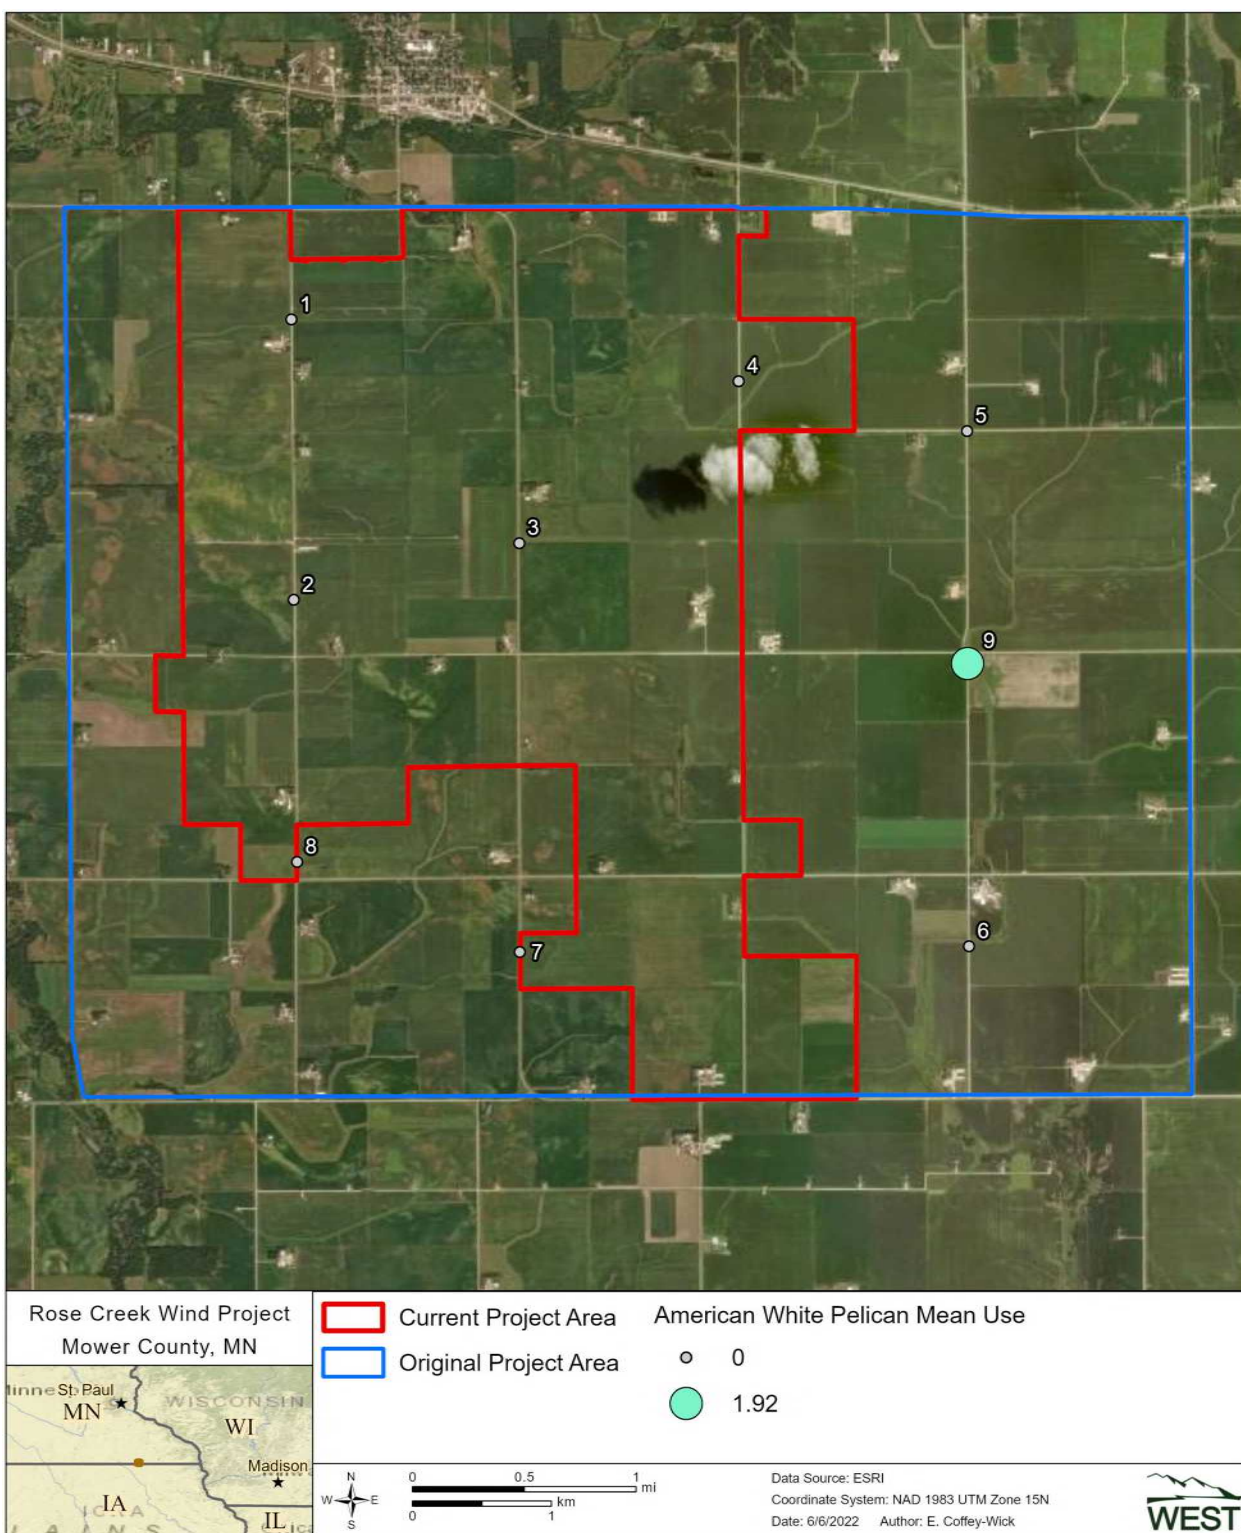 1
4
5
3
2
9
8
7
6
Rose Creek Wind Project
Mower County, MN
Current Project Area
Original Project Area
American White Pelican Mean Use
0
1.92
St. Paul
MN
WISCONSIN
WI
Madison
IA
IL
N
W E
S
0 0.5 1
mi
km
0 1
Data Source: ESRI
Coordinate System: NAD 1983 UTM Zone 15N
Date: 6/6/2022 Author: E. Coffey-Wick
WEST